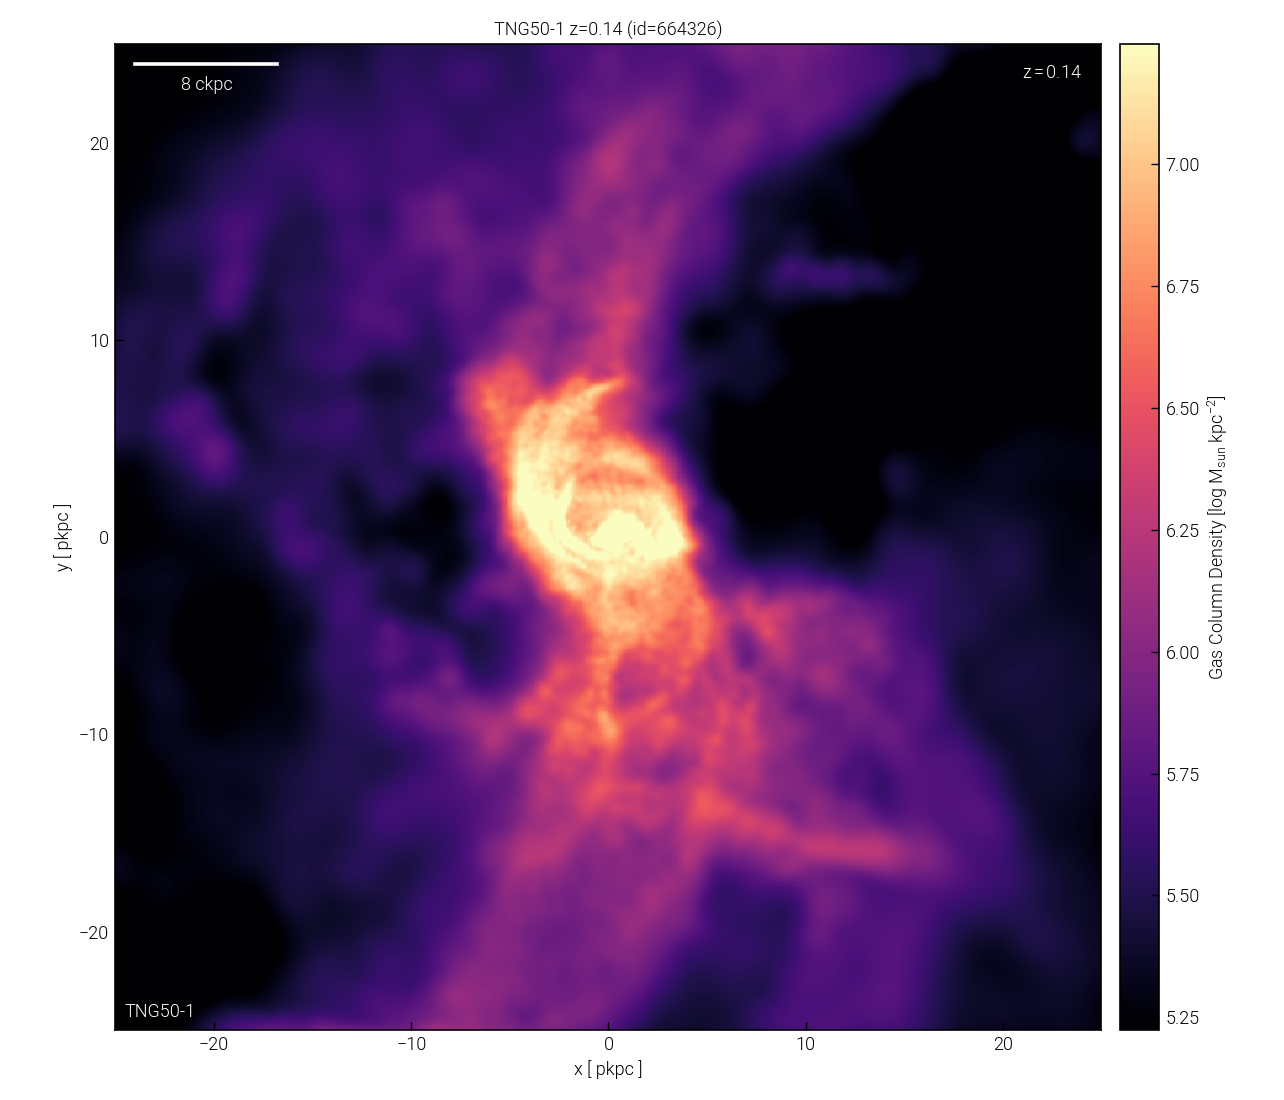 TNG50-1 z=0.14 (id=664326)
8 ckpc
z=0.14
TNG50-1
20
10
0
−10
−20
y [ pkpc ]
−20
−10
0
10
20
x [ pkpc ]
7.00
6.75
6.50
6.25
6.00
5.75
5.50
5.25
Gas Column Density [log M_sun kpc^−2]